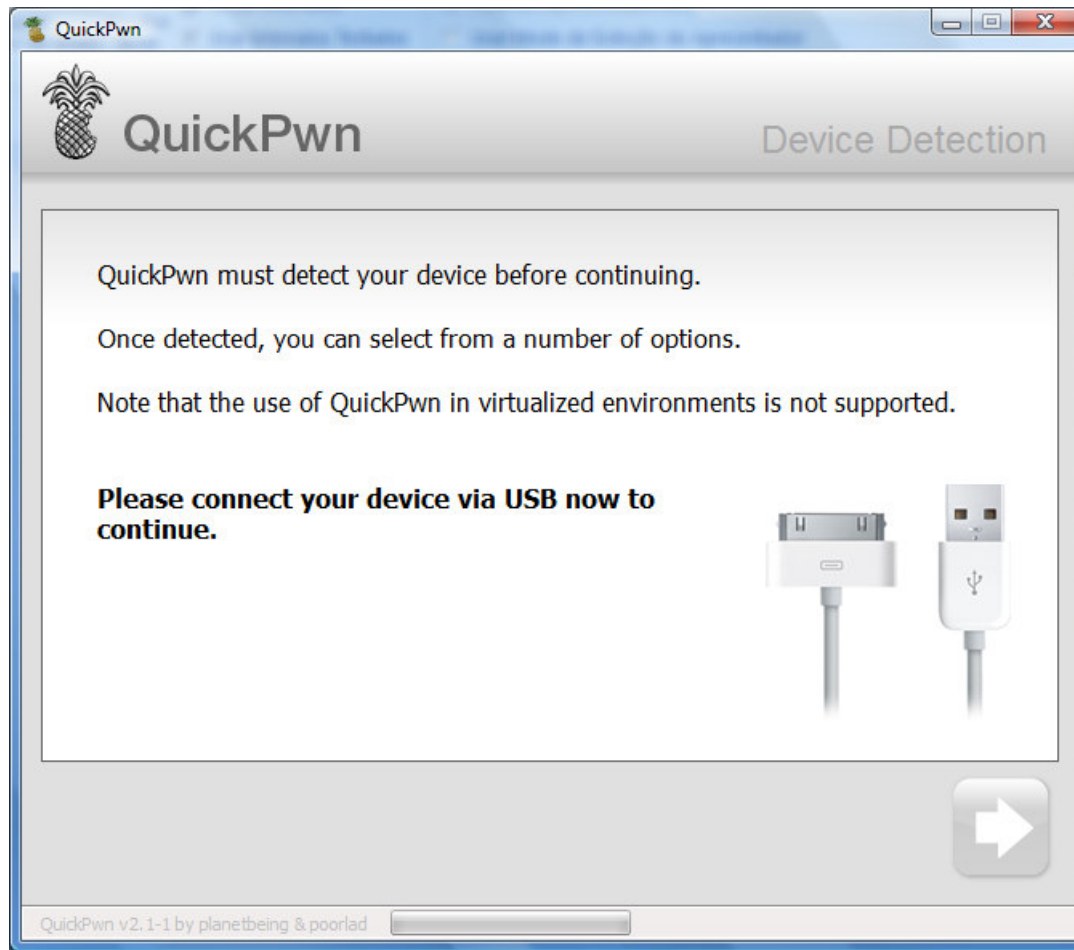 QuickPwn
QuickPwn
Device Detection
QuickPwn must detect your device before continuing.
Once detected, you can select from a number of options.
Note that the use of QuickPwn in virtualized environments is not supported.
Please connect your device via USB now to
continue.
QuickPwn v2.1-1 by planetbeing & poorlad